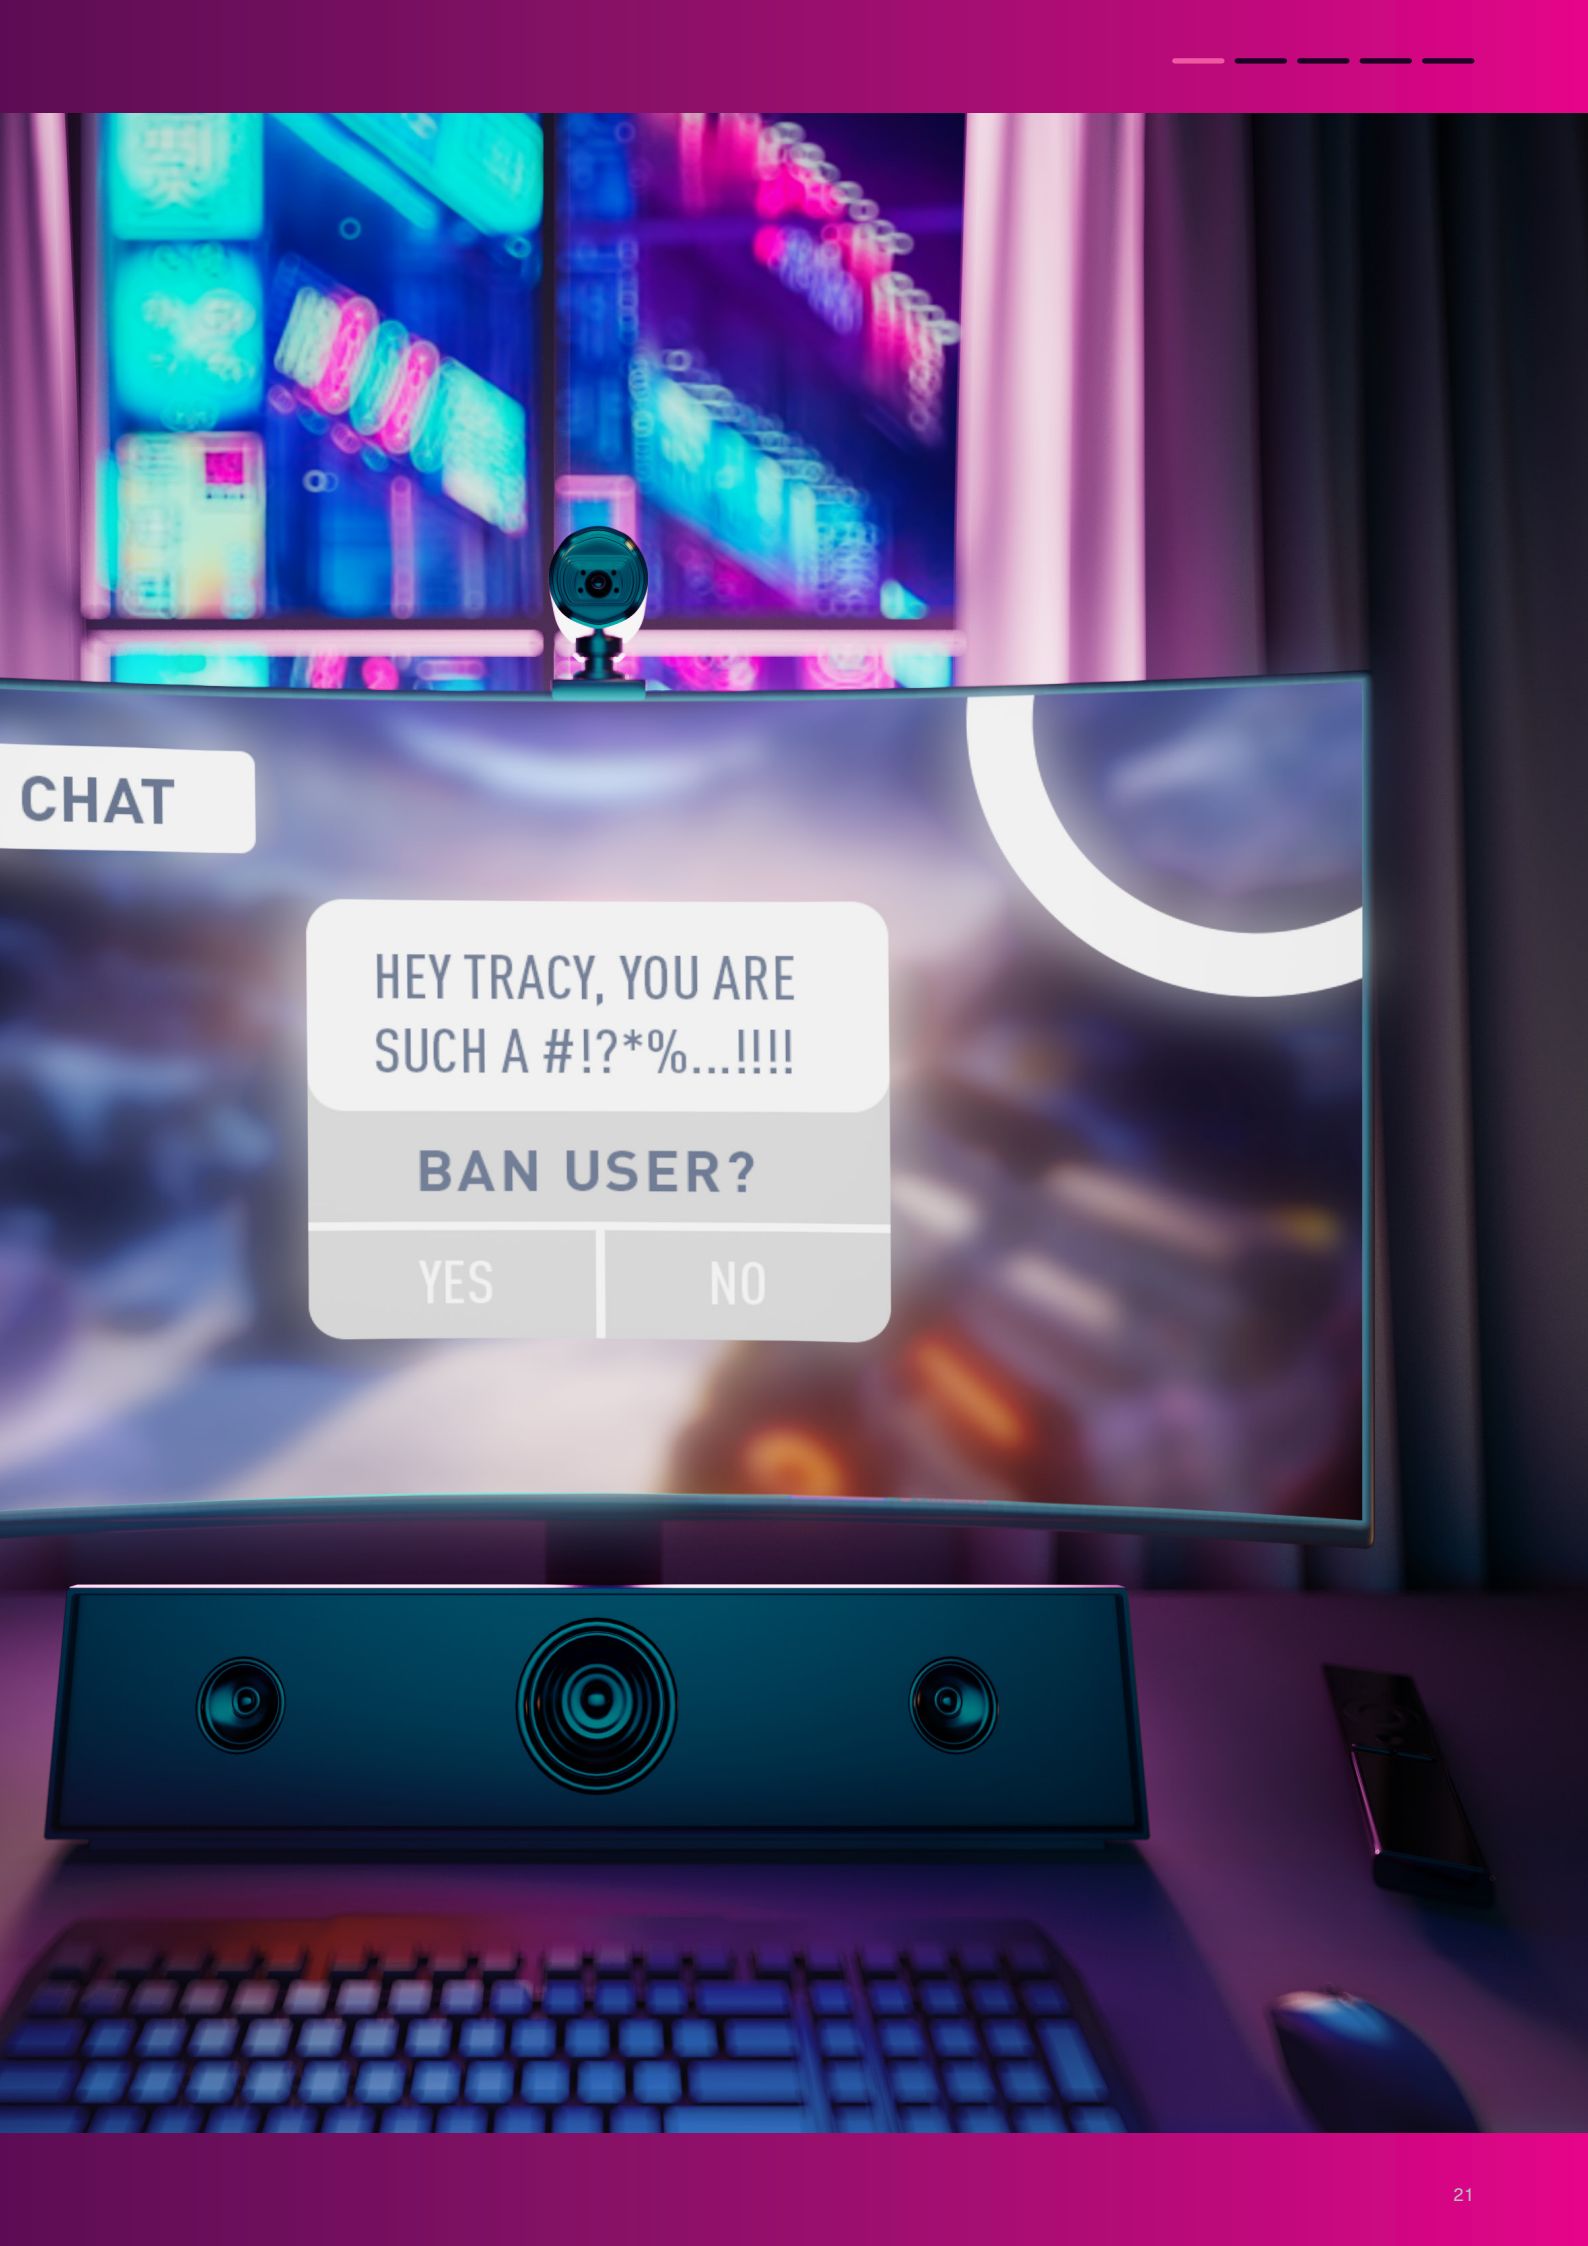 CHAT
HEY TRACY, YOU ARE
SUCH A #!?*%...!!!!
BAN USER?
YES
NO
21